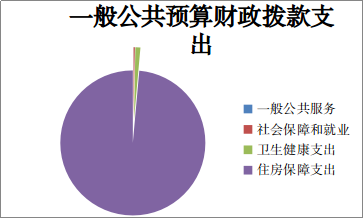 一般公共预算财政拨款支
出
一般公共服务
社会保障和就业
卫生健康支出
住房保障支出